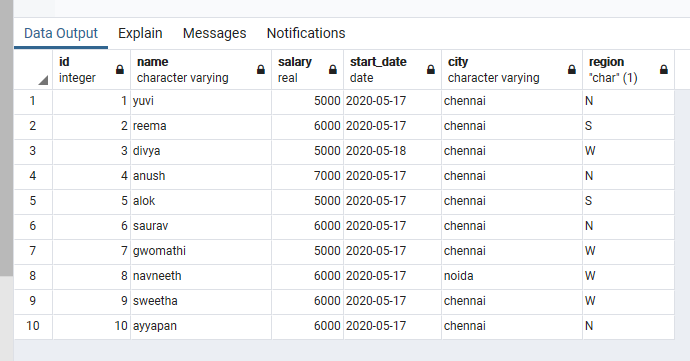 Data Output Explain Messages Notifications
id name salary start_date city region
integer character varying real date character varying "char" (1)
1 1 yuvi 5000 2020-05-17 chennai N
2 2 reema 6000 2020-05-17 chennai S
3 3 divya 5000 2020-05-18 chennai W
4 4 anush 7000 2020-05-17 chennai N
5 5 alok 5000 2020-05-17 chennai S
6 6 saurav 6000 2020-05-17 chennai N
7 7 gwomathi 5000 2020-05-17 chennai W
8 8 navneeth 6000 2020-05-17 noida W
9 9 sweetha 6000 2020-05-17 chennai W
10 10 ayyapan 6000 2020-05-17 chennai N